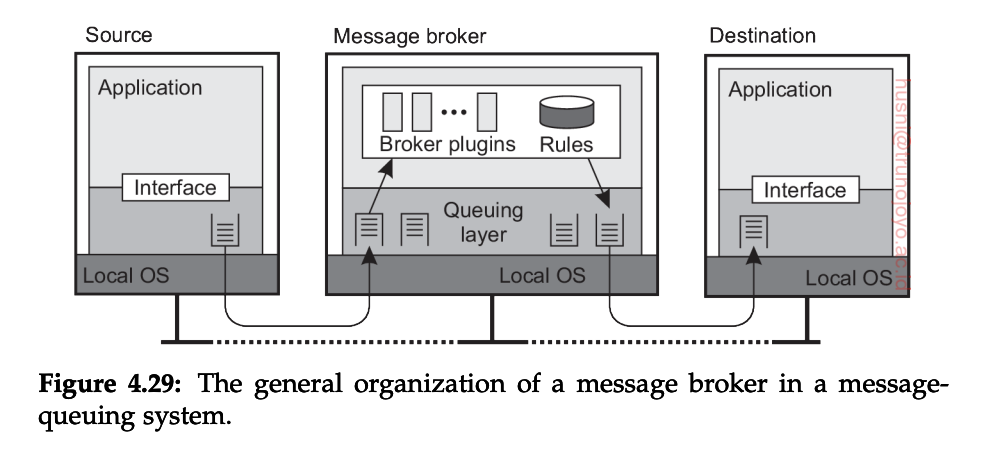 Source
Message broker
Destination
Application
Broker plugins
Rules
Application
Interface
Queuing
layer
Interface
Local OS
Local OS
Local OS
husni@trunojoyo.ac.id
Figure 4.29: The general organization of a message broker in a message-
queuing system.